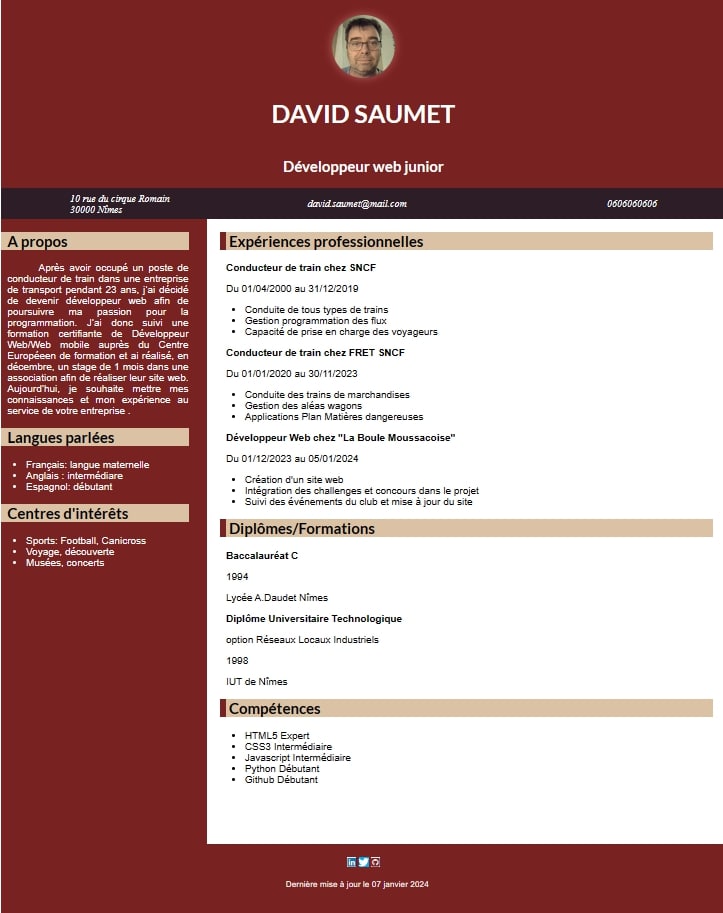 DAVID SAUMET
Développeur web junior
10 rue du cirque Romain
30000 Nîmes
david.saumet@mail.com
0606060606
A propos
Après avoir occupé un poste de
conducteur de train dans une entreprise
de transport pendant 23 ans, j'ai décidé
de devenir développeur web afin de
poursuivre ma passion pour la
programmation. J'ai donc suivi une
formation certifiante de Développeur
Web/Web mobile auprès du Centre
Européeen de formation et ai réalisé, en
décembre, un stage de 1 mois dans une
association afin de réaliser leur site web.
Aujourd'hui, je souhaite mettre mes
connaissances et mon expérience au
service de votre entreprise .
Langues parlées
Français: langue maternelle
Anglais : intermédiare
Espagnol: débutant
Centres d'intérêts
Sports: Football, Canicross
Voyage, découverte
Musées, concerts
Expériences professionnelles
Conducteur de train chez SNCF
Du 01/04/2000 au 31/12/2019
Conduite de tous types de trains
Gestion programmation des flux
Capacité de prise en charge des voyageurs
Conducteur de train chez FRET SNCF
Du 01/01/2020 au 30/11/2023
Conduite des trains de marchandises
Gestion des aléas wagons
Applications Plan Matières dangereuses
Développeur Web chez "La Boule Moussacoise"
Du 01/12/2023 au 05/01/2024
Création d'un site web
Intégration des challenges et concours dans le projet
Suivi des événements du club et mise à jour du site
Diplômes/Formations
Baccalauréat C
1994
Lycée A.Daudet Nîmes
Diplôme Universitaire Technologique
option Réseaux Locaux Industriels
1998
IUT de Nîmes
Compétences
HTML5 Expert
CSS3 Intermédiaire
Javascript Intermédiaire
Python Débutant
Github Débutant
in
Dernière mise à jour le 07 janvier 2024